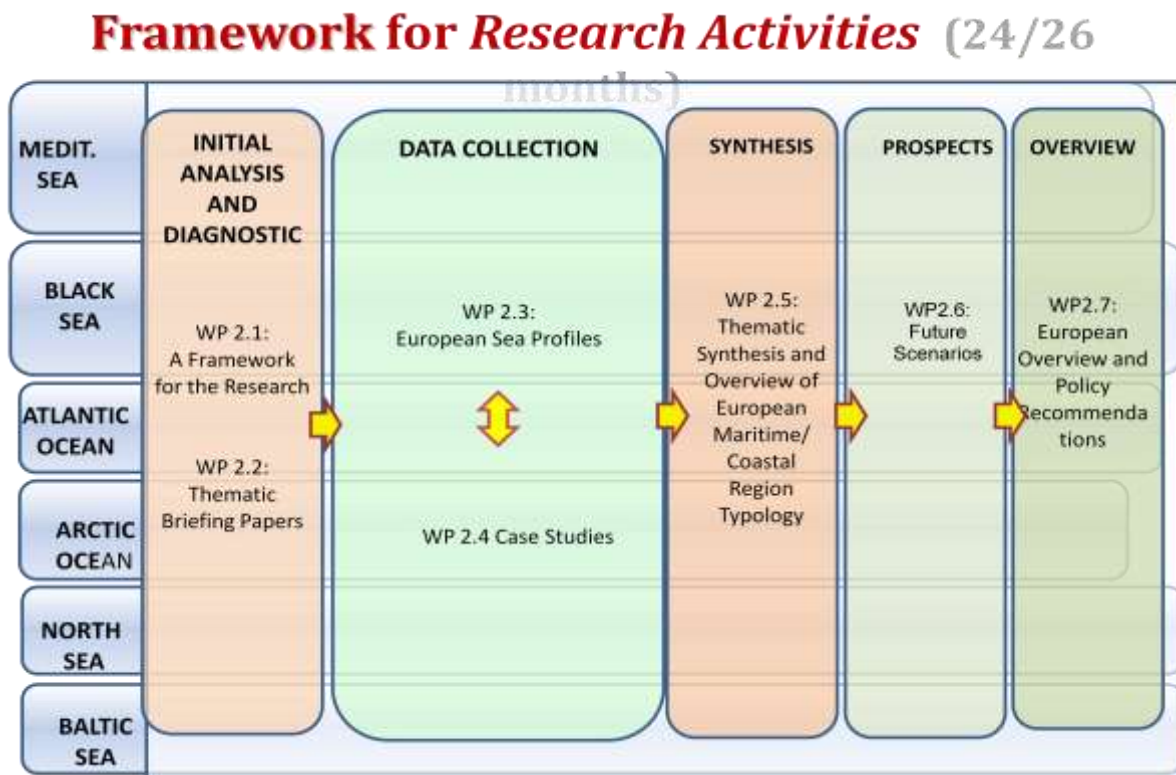 Framework for Research Activities (24/26
months)
MEDIT.
SEA
BLACK
SEA
ATLANTIC
OCEAN
ARCTIC
OCEAN
NORTH
SEA
BALTIC
SEA
INITIAL
ANALYSIS
AND
DIAGNOSTIC
WP 2.1:
A Framework
for the Research
WP 2.2:
Thematic
Briefing Papers
DATA COLLECTION
WP 2.3:
European Sea Profiles
WP 2.4 Case Studies
SYNTHESIS
WP 2.5:
Thematic
Synthesis and
Overview of
European
Maritime/
Coastal
Region
Typology
PROSPECTS
WP2.6:
Future
Scenarios
OVERVIEW
WP2.7:
European
Overview and
Policy
Recommenda
tions